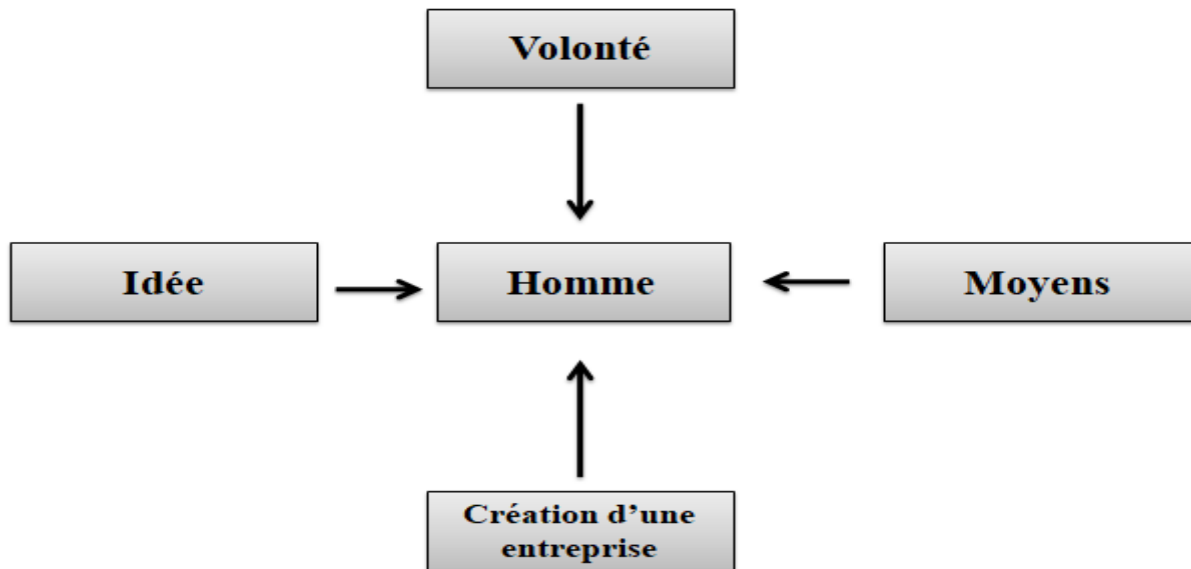 Volonté
Idée
Homme
Moyens
Création d’une
entreprise